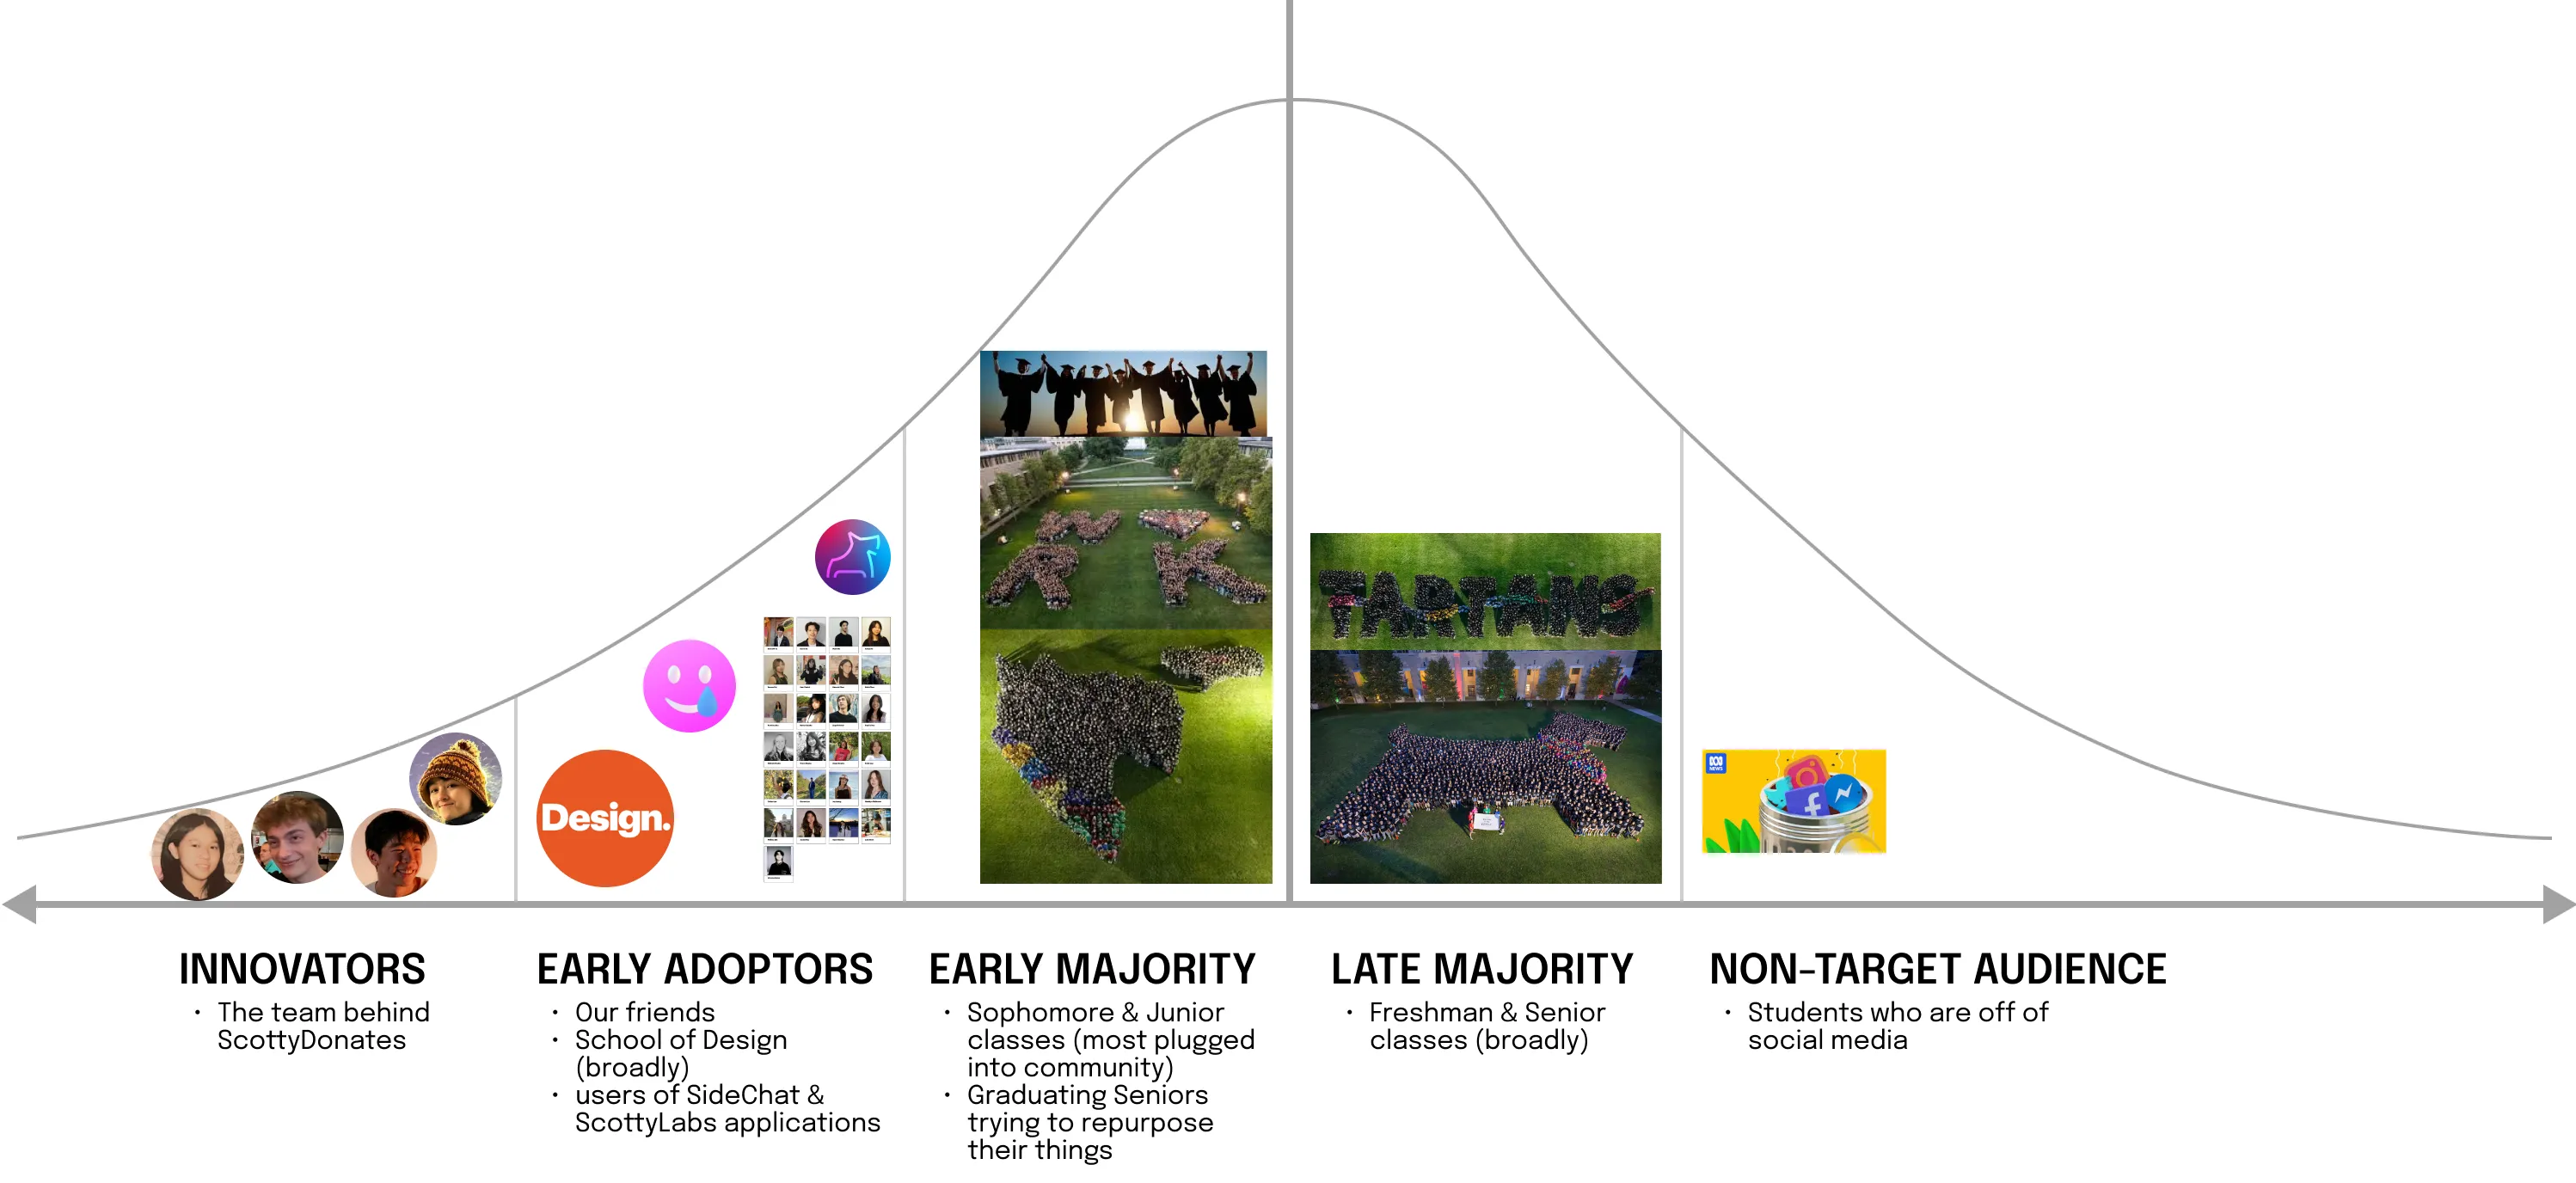 Design.
W
R K
TARTANS
NEWS
INNOVATORS
• The team behind
ScottyDonates
EARLY ADOPTORS
• Our friends
• School of Design
(broadly)
• users of SideChat &
ScottyLabs applications
EARLY MAJORITY
• Sophomore & Junior
classes (most plugged
into community)
• Graduating Seniors
trying to repurpose
their things
LATE MAJORITY
• Freshman & Senior
classes (broadly)
NON-TARGET AUDIENCE
• Students who are off of
social media